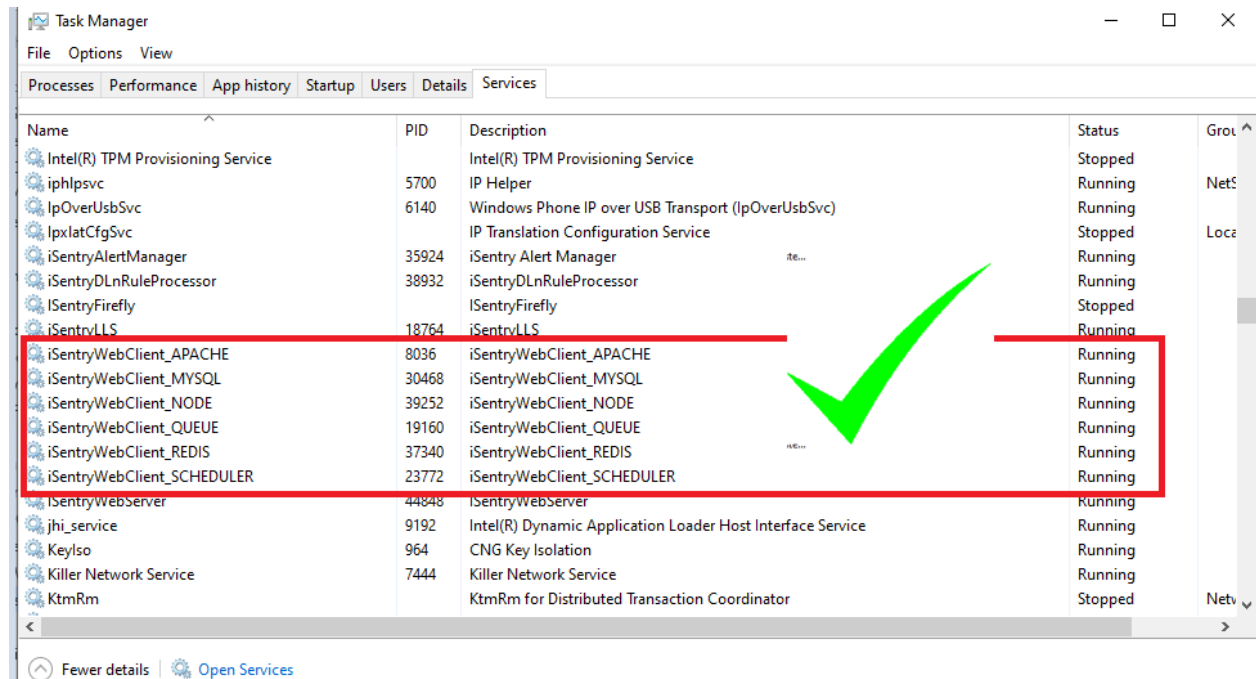 Task Manager
File Options View
Processes Performance App history Startup Users Details Services
Name PID Description Status Grou
Intel(R) TPM Provisioning Service Intel(R) TPM Provisioning Service Stopped
iphlpsvc 5700 IP Helper Running NetS
IpOverUsbSvc 6140 Windows Phone IP over USB Transport (IpOverUsbSvc) Running
IpxlatCfgSvc IP Translation Configuration Service Stopped Loca
iSentryAlertManager 35924 iSentry Alert Manager Running
iSentryDLnRuleProcessor 38932 iSentryDLnRuleProcessor Running
ISentryFirefly ISentryFirefly Stopped
iSentryLLS 18764 iSentryLLS Running
iSentryWebClient_APACHE 8036 iSentryWebClient_APACHE Running
iSentryWebClient_MYSQL 30468 iSentryWebClient_MYSQL Running
iSentryWebClient_NODE 39252 iSentryWebClient_NODE Running
iSentryWebClient_QUEUE 19160 iSentryWebClient_QUEUE Running
iSentryWebClient_REDIS 37340 iSentryWebClient_REDIS Running
iSentryWebClient_SCHEDULER 23772 iSentryWebClient_SCHEDULER Running
ISentryWebServer 44848 ISentryWebServer Running
jhi_service 9192 Intel(R) Dynamic Application Loader Host Interface Service Running
KeyIso 964 CNG Key Isolation Running
Killer Network Service 7444 Killer Network Service Running
KtmRm KtmRm for Distributed Transaction Coordinator Stopped Netv
Fewer details Open Services